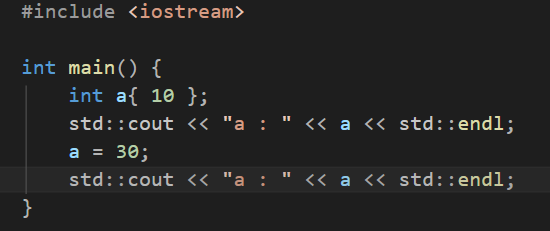 #include <iostream>
int main() {
int a{ 10 };
std::cout << "a : " << a << std::endl;
a = 30;
std::cout << "a : " << a << std::endl;
}